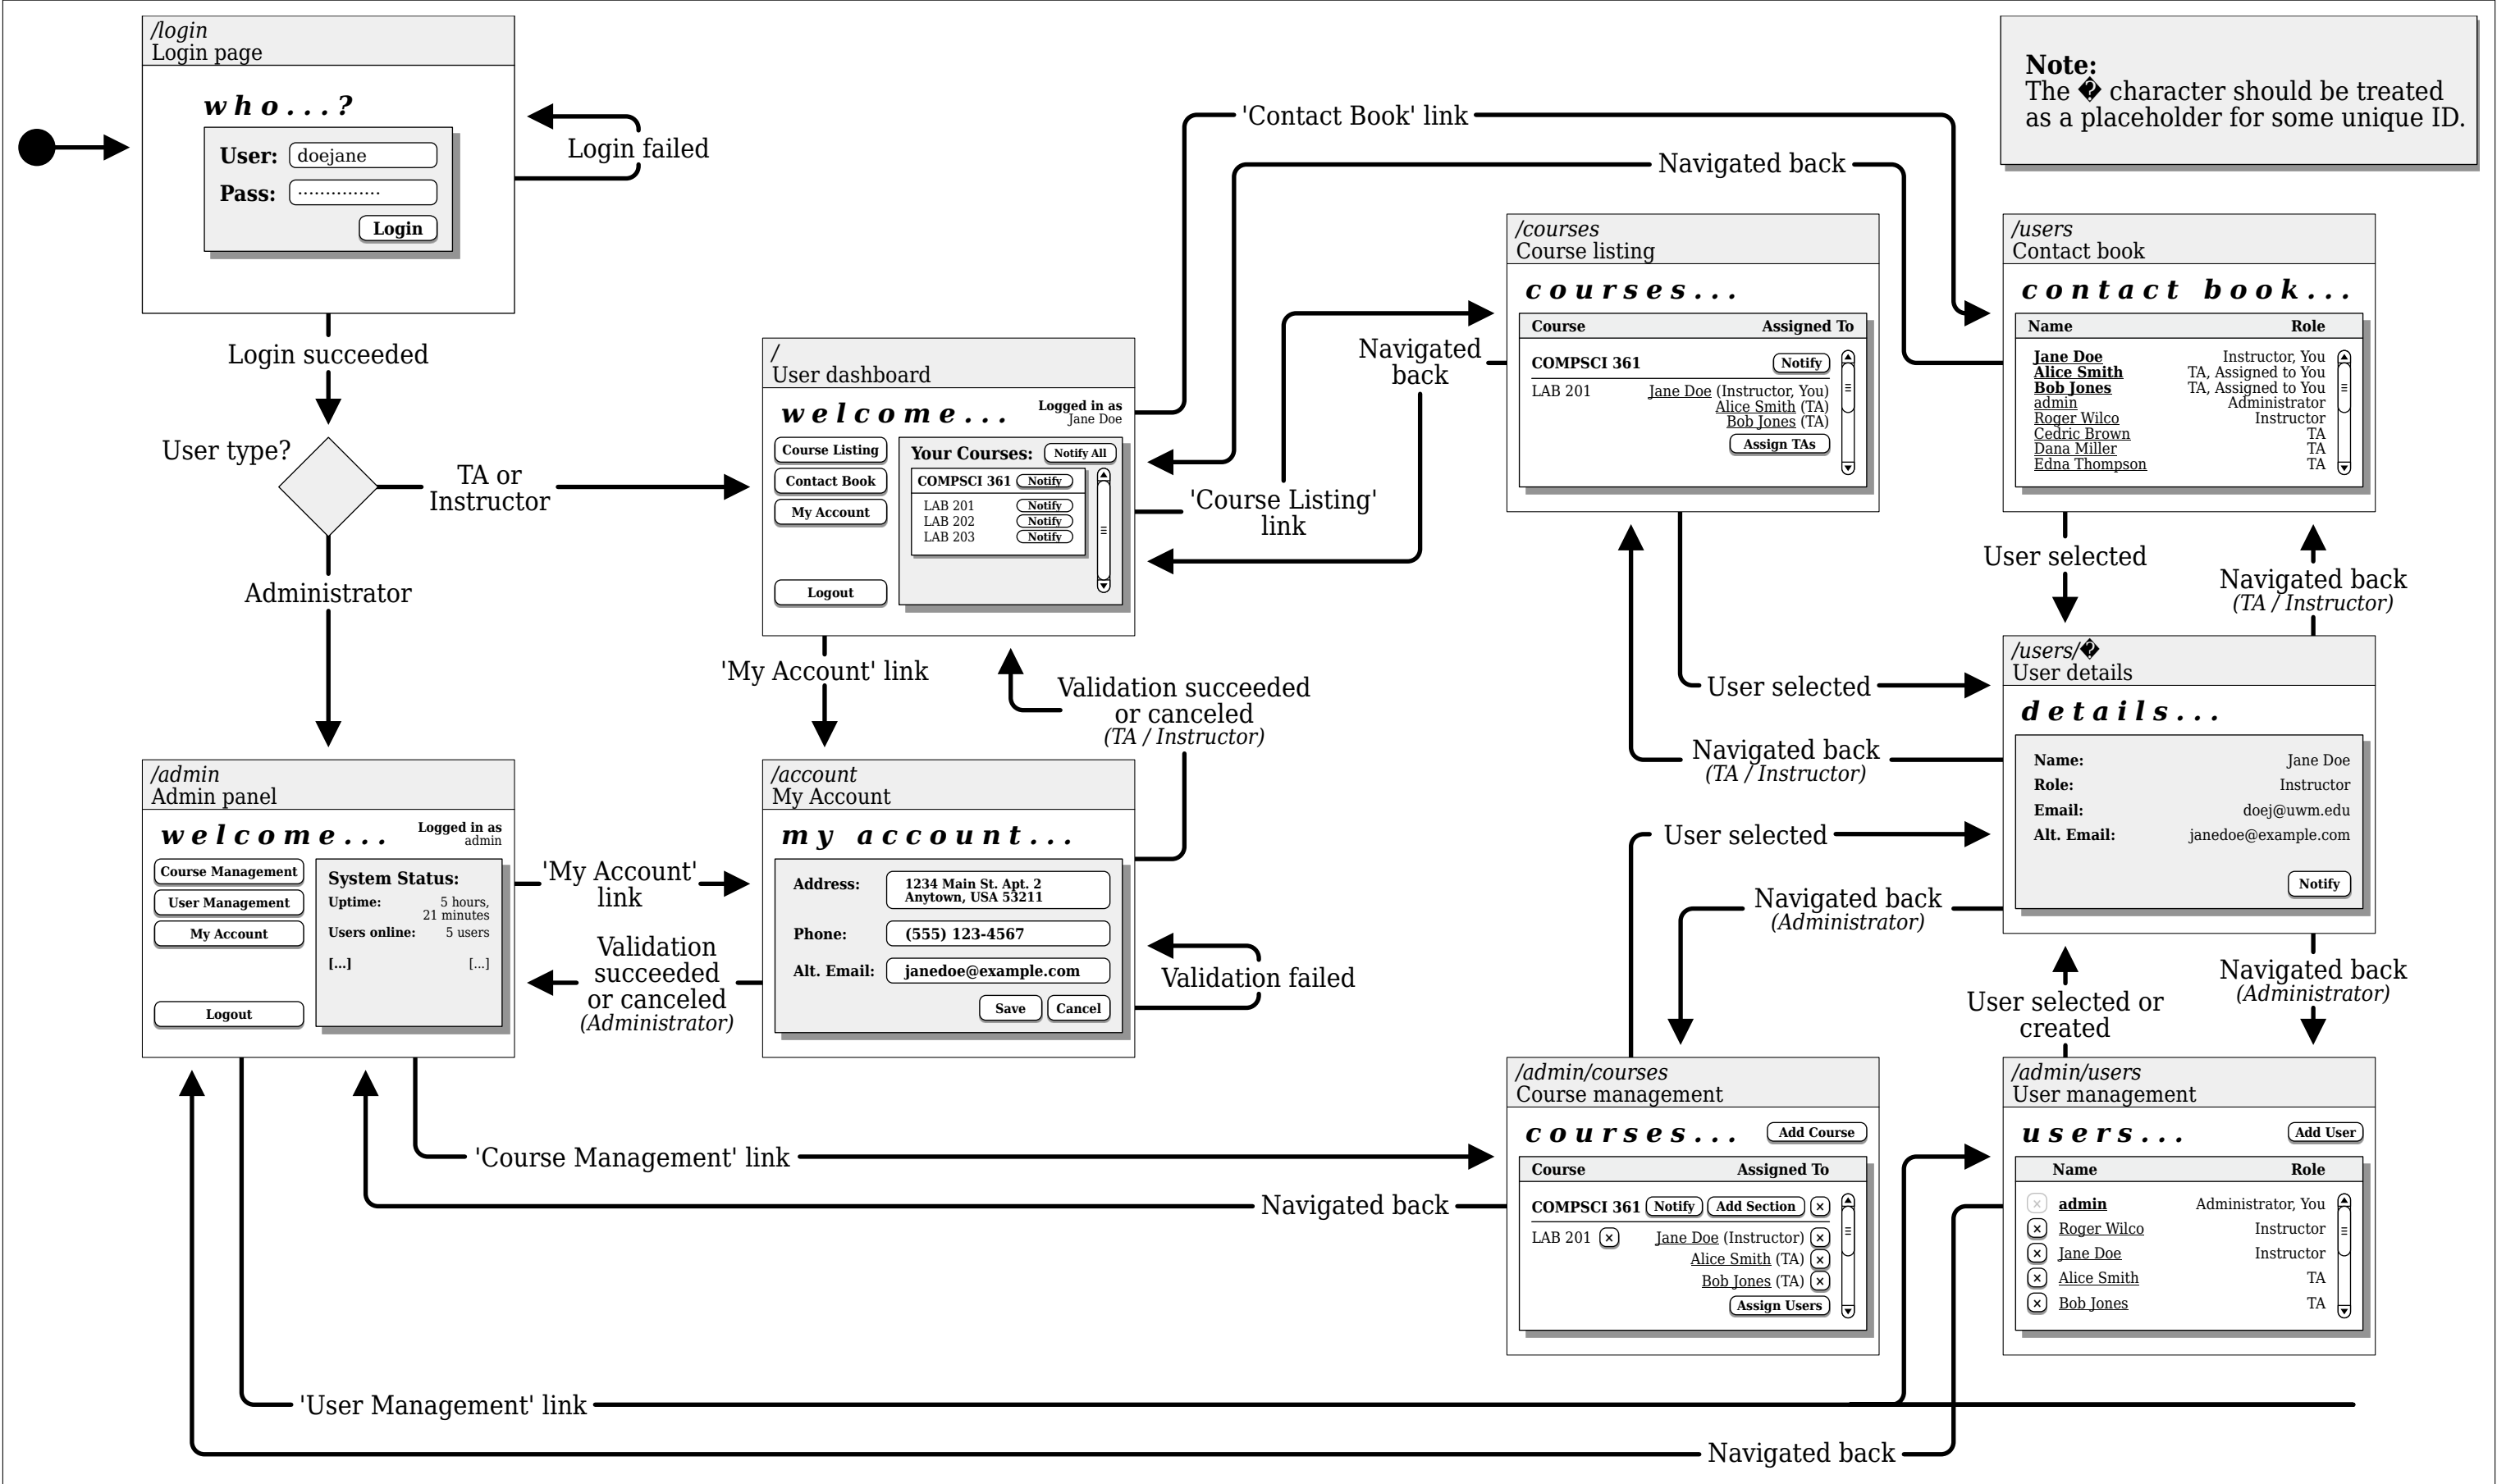 /login
Login page
who...?
User: doejane
Pass: ...............
Login
Login failed
Login succeeded
User type?
TA or
Instructor
Administrator
Note:
The � character should be treated
as a placeholder for some unique ID.
'Contact Book' link
Navigated back
/
User dashboard
welcome...
Logged in as
Jane Doe
Course Listing
Contact Book
My Account
Logout
Your Courses: Notify All
COMPSCI 361 Notify
LAB 201 Notify
LAB 202 Notify
LAB 203 Notify
Navigated
back
'Course Listing'
link
/courses
Course listing
courses...
Course Assigned To
COMPSCI 361 Notify
LAB 201 Jane Doe (Instructor, You)
Alice Smith (TA)
Bob Jones (TA)
Assign TAs
/users
Contact book
contact book...
Name Role
Jane Doe Instructor, You
Alice Smith TA, Assigned to You
Bob Jones TA, Assigned to You
admin Administrator
Roger Wilco Instructor
Cedric Brown TA
Dana Miller TA
Edna Thompson TA
User selected
Navigated back
(TA / Instructor)
'My Account' link
Validation succeeded
or canceled
(TA / Instructor)
User selected
Navigated back
(TA / Instructor)
/users/�
User details
details...
Name: Jane Doe
Role: Instructor
Email: doej@uwm.edu
Alt. Email: janedoe@example.com
Notify
/admin
Admin panel
welcome...
Logged in as
admin
Course Management
User Management
My Account
Logout
System Status:
Uptime: 5 hours,
21 minutes
Users online: 5 users
[...] [...]
'My Account'
link
Validation
succeeded
or canceled
(Administrator)
/account
My Account
my account...
Address: 1234 Main St. Apt. 2
Anytown, USA 53211
Phone: (555) 123-4567
Alt. Email: janedoe@example.com
Save Cancel
Validation failed
User selected
Navigated back
(Administrator)
User selected or
created
Navigated back
(Administrator)
'Course Management' link
Navigated back
/admin/courses
Course management
courses... Add Course
Course Assigned To
COMPSCI 361 Notify Add Section ×
LAB 201 × Jane Doe (Instructor) ×
Alice Smith (TA) ×
Bob Jones (TA) ×
Assign Users
/admin/users
User management
users... Add User
Name Role
× admin Administrator, You
× Roger Wilco Instructor
× Jane Doe Instructor
× Alice Smith TA
× Bob Jones TA
'User Management' link
Navigated back